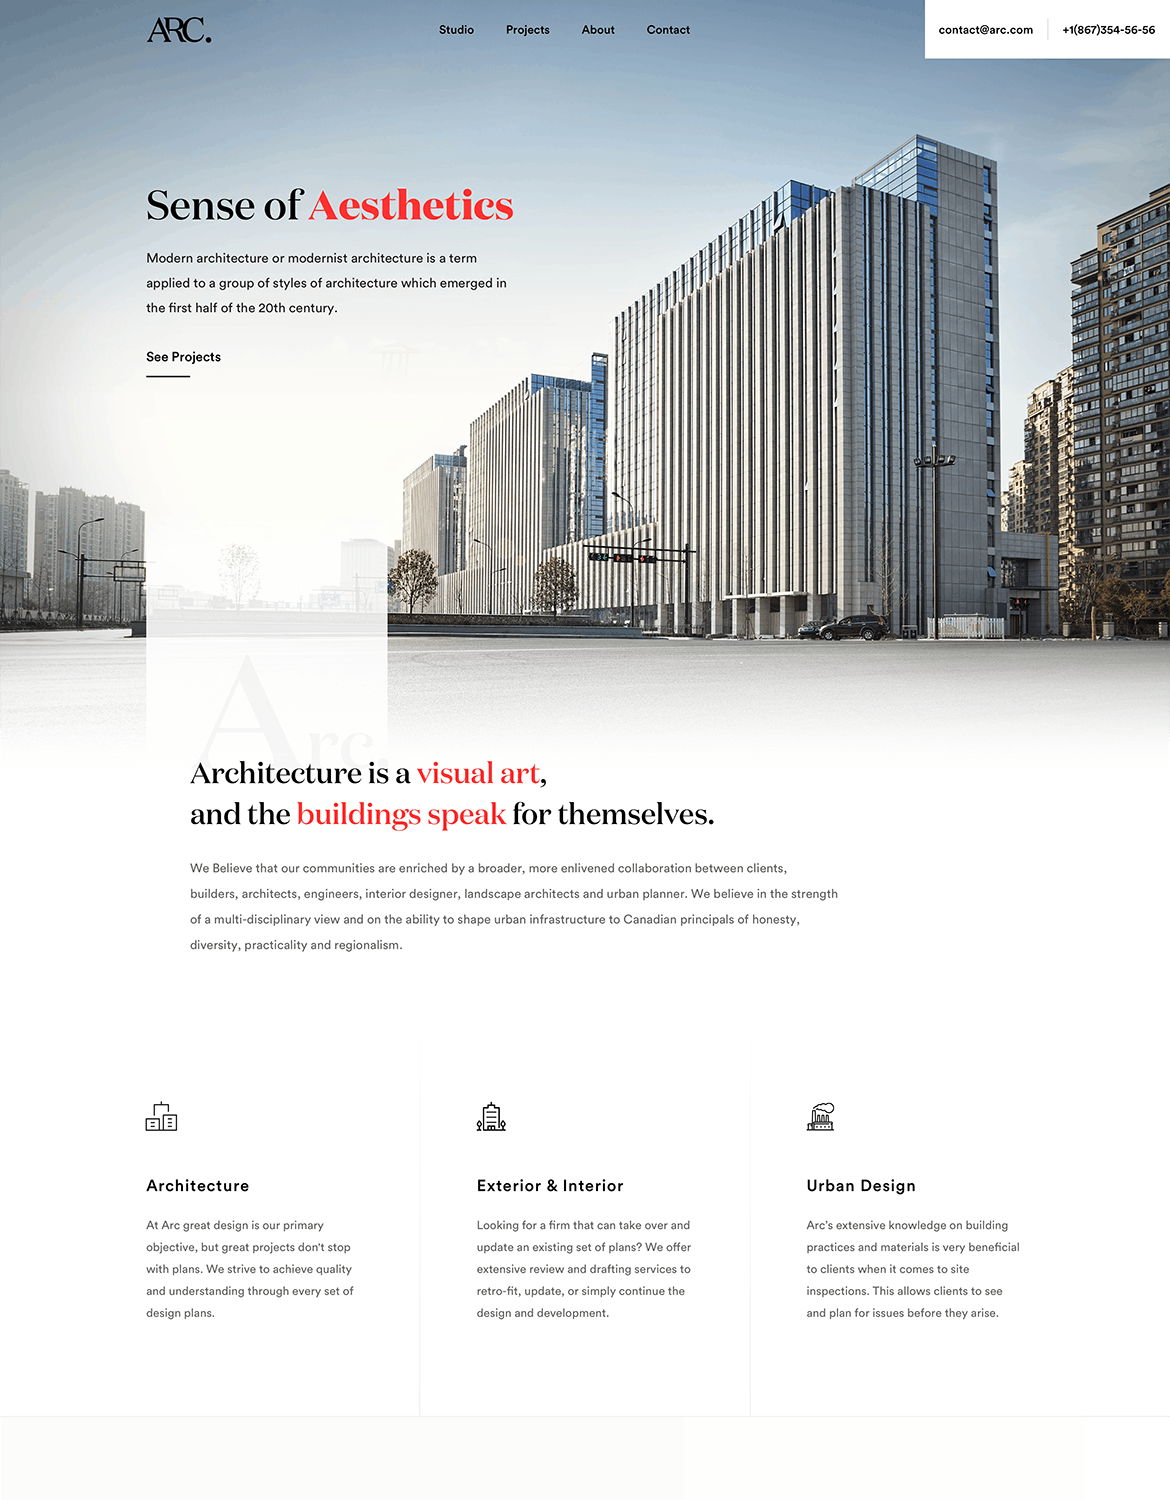 ARC.
Studio Projects About Contact
contact@arc.com +1(867)354-56-56
Sense of Aesthetics
Modern architecture or modernist architecture is a term
applied to a group of styles of architecture which emerged in
the first half of the 20th century.
See Projects
Arc.
Architecture is a visual art,
and the buildings speak for themselves.
We Believe that our communities are enriched by a broader, more enlivened collaboration between clients,
builders, architects, engineers, interior designer, landscape architects and urban planner. We believe in the strength
of a multi-disciplinary view and on the ability to shape urban infrastructure to Canadian principals of honesty,
diversity, practicality and regionalism.
Architecture
At Arc great design is our primary
objective, but great projects don't stop
with plans. We strive to achieve quality
and understanding through every set of
design plans.
Exterior & Interior
Looking for a firm that can take over and
update an existing set of plans? We offer
extensive review and drafting services to
retro-fit, update, or simply continue the
design and development.
Urban Design
Arc's extensive knowledge on building
practices and materials is very beneficial
to clients when it comes to site
inspections. This allows clients to see
and plan for issues before they arise.